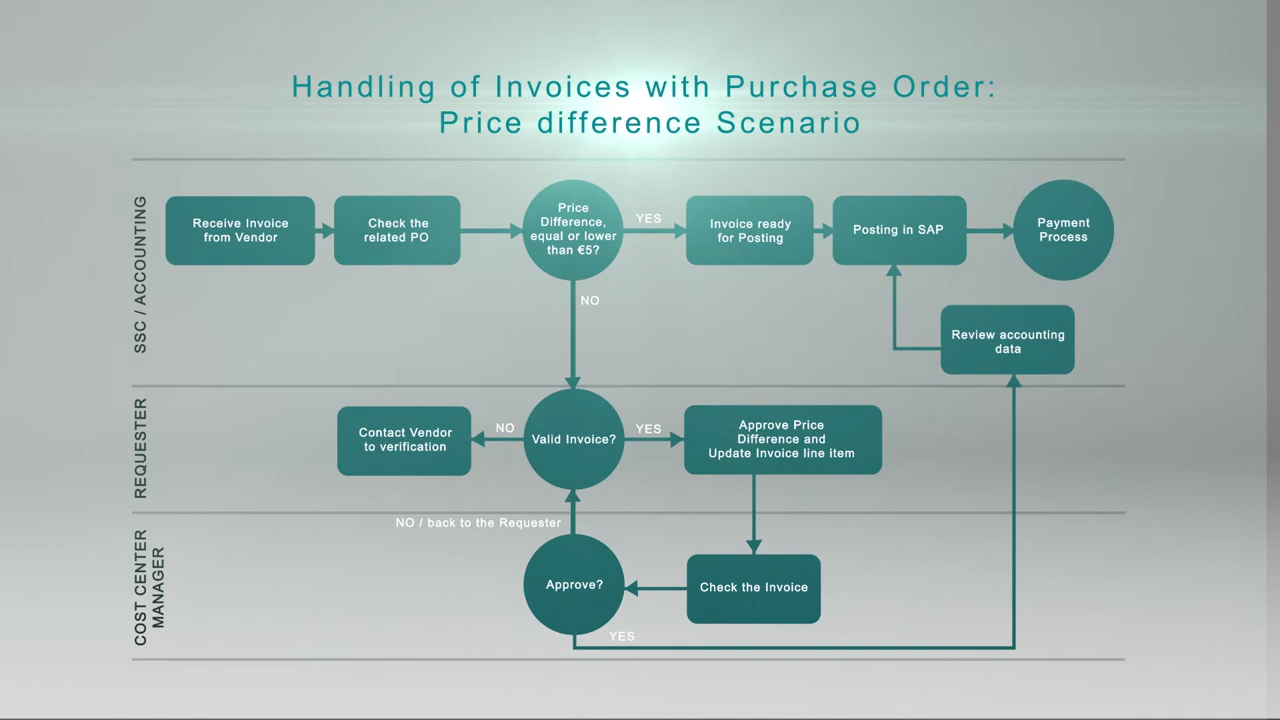 Handling of Invoices with Purchase Order:
Price difference Scenario
SSC / ACCOUNTING
Receive Invoice
from Vendor
Check the
related PO
Price
Difference,
equal or lower
than €5?
YES
Invoice ready
for Posting
Posting in SAP
Payment
Process
NO
Review accounting
data
REQUESTER
Contact Vendor
to verification
NO
Valid Invoice?
YES
Approve Price
Difference and
Update Invoice line item
NO / back to the Requester
COST CENTER
MANAGER
Approve?
Check the Invoice
YES